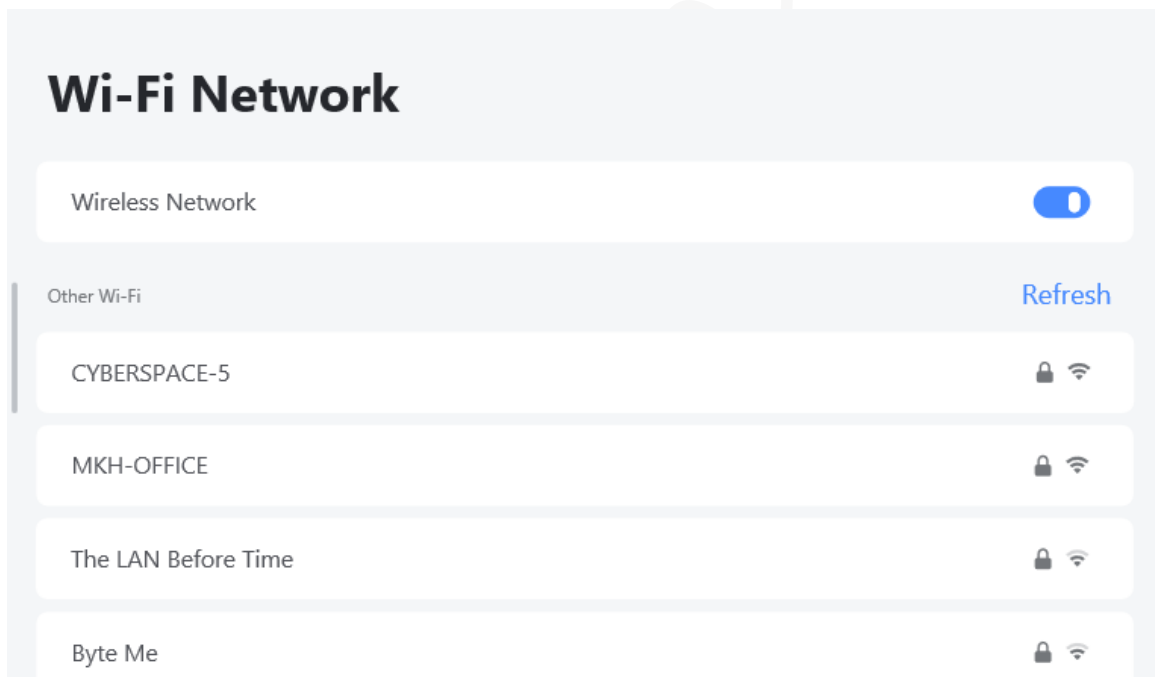 Wi-Fi Network
Wireless Network
Other Wi-Fi
Refresh
CYBERSPACE-5
MKH-OFFICE
The LAN Before Time
Byte Me